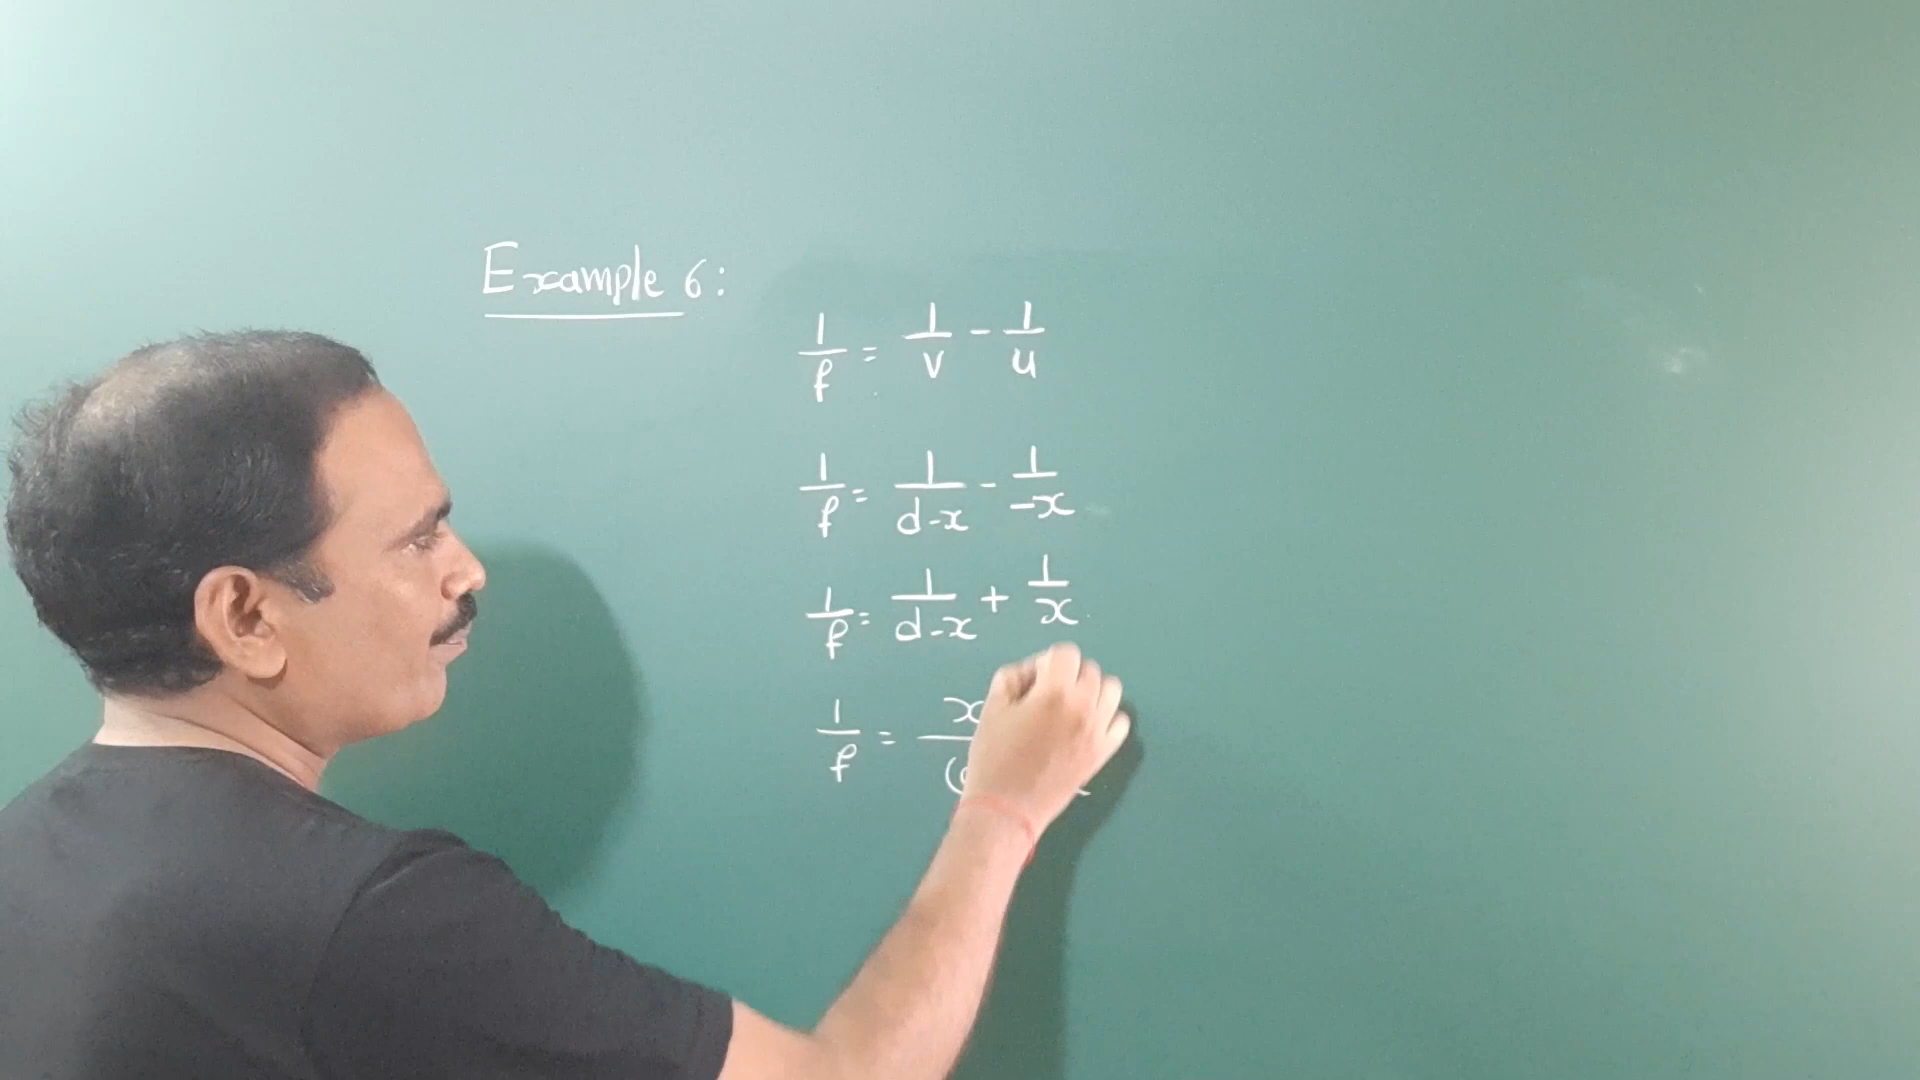 Example 6:
1/f = 1/v - 1/u
1/f = 1/d-x - 1/-x
1/f = 1/d-x + 1/x
1/f = x